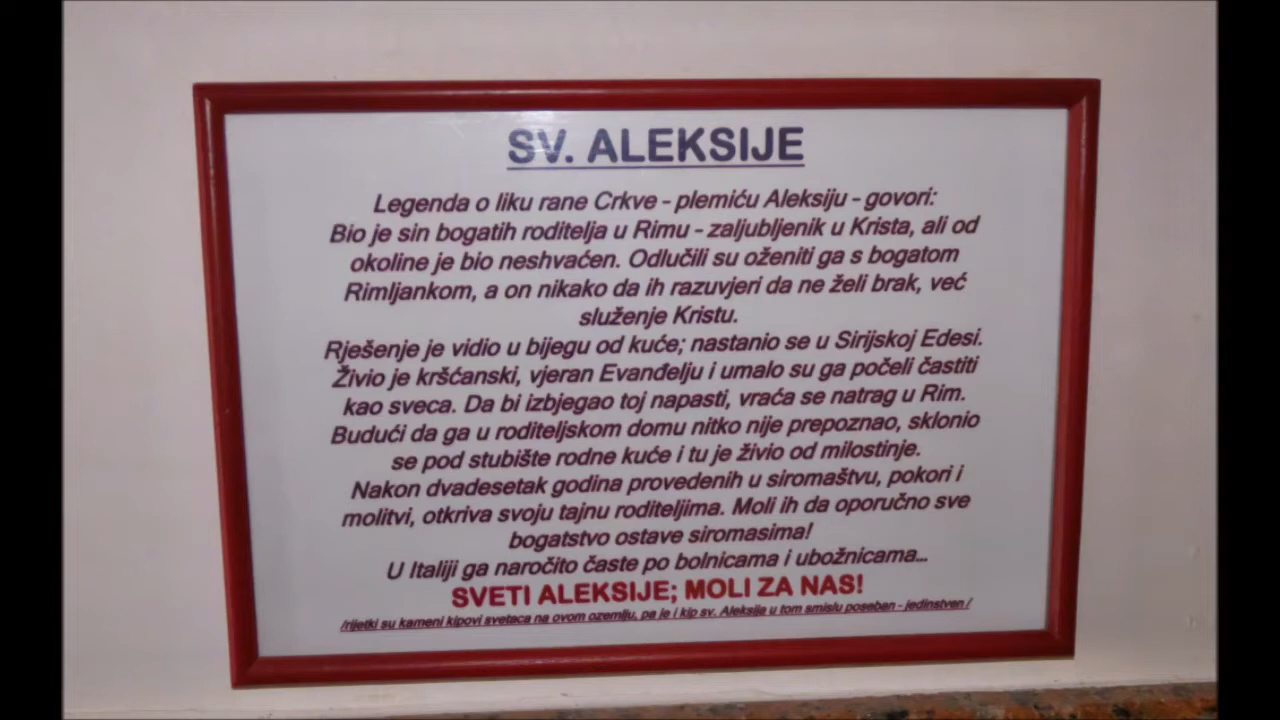 SV. ALEKSIJE
Legenda o liku rane Crkve - plemiću Aleksiju - govori:
Bio je sin bogatih roditelja u Rimu - zaljubljenik u Krista, ali od
okoline je bio neshvaćen. Odlučili su oženiti ga s bogatom
Rimljankom, a on nikako da ih razuvjeri da ne želi brak, već
služenje Kristu.
Rješenje je vidio u bijegu od kuće; nastanio se u Sirijskoj Edesi.
Živio je kršćanski, vjeran Evanđelju i umalo su ga počeli častiti
kao sveca. Da bi izbjegao toj napasti, vraća se natrag u Rim.
Budući da ga u roditeljskom domu nitko nije prepoznao, sklonio
se pod stubište rodne kuće i tu je živio od milostinje.
Nakon dvadesetak godina provedenih u siromaštvu, pokori i
molitvi, otkriva svoju tajnu roditeljima. Moli ih da oporučno sve
bogatstvo ostave siromasima!
U Italiji ga naročito časte po bolnicama i ubožnicama...
SVETI ALEKSIJE; MOLI ZA NAS!
/rijetki su kameni kipovi svetaca na ovom ozemlju, pa je i kip sv. Aleksija u tom smislu poseban - jedinstven /